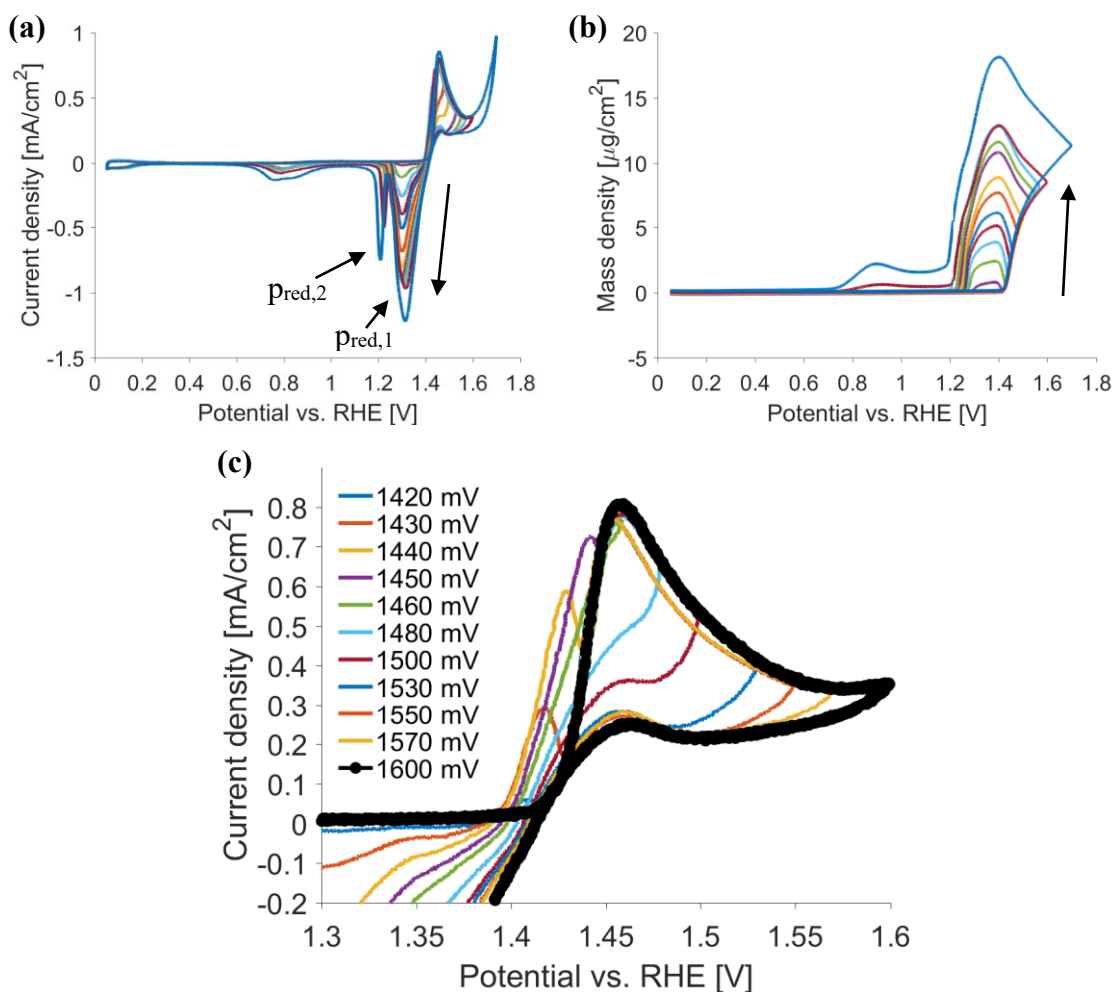 (a)
Current density [mA/cm²]
1
0.5
0
-0.5
-1
-1.5
p_red,2
p_red,1
0 0.2 0.4 0.6 0.8 1 1.2 1.4 1.6 1.8
Potential vs. RHE [V]
(b)
Mass density [μg/cm²]
20
15
10
5
0
-5
0 0.2 0.4 0.6 0.8 1 1.2 1.4 1.6 1.8
Potential vs. RHE [V]
(c)
Current density [mA/cm²]
0.8
0.7
0.6
0.5
0.4
0.3
0.2
0.1
0
-0.1
-0.2
1420 mV
1430 mV
1440 mV
1450 mV
1460 mV
1480 mV
1500 mV
1530 mV
1550 mV
1570 mV
1600 mV
1.3 1.35 1.4 1.45 1.5 1.55 1.6
Potential vs. RHE [V]